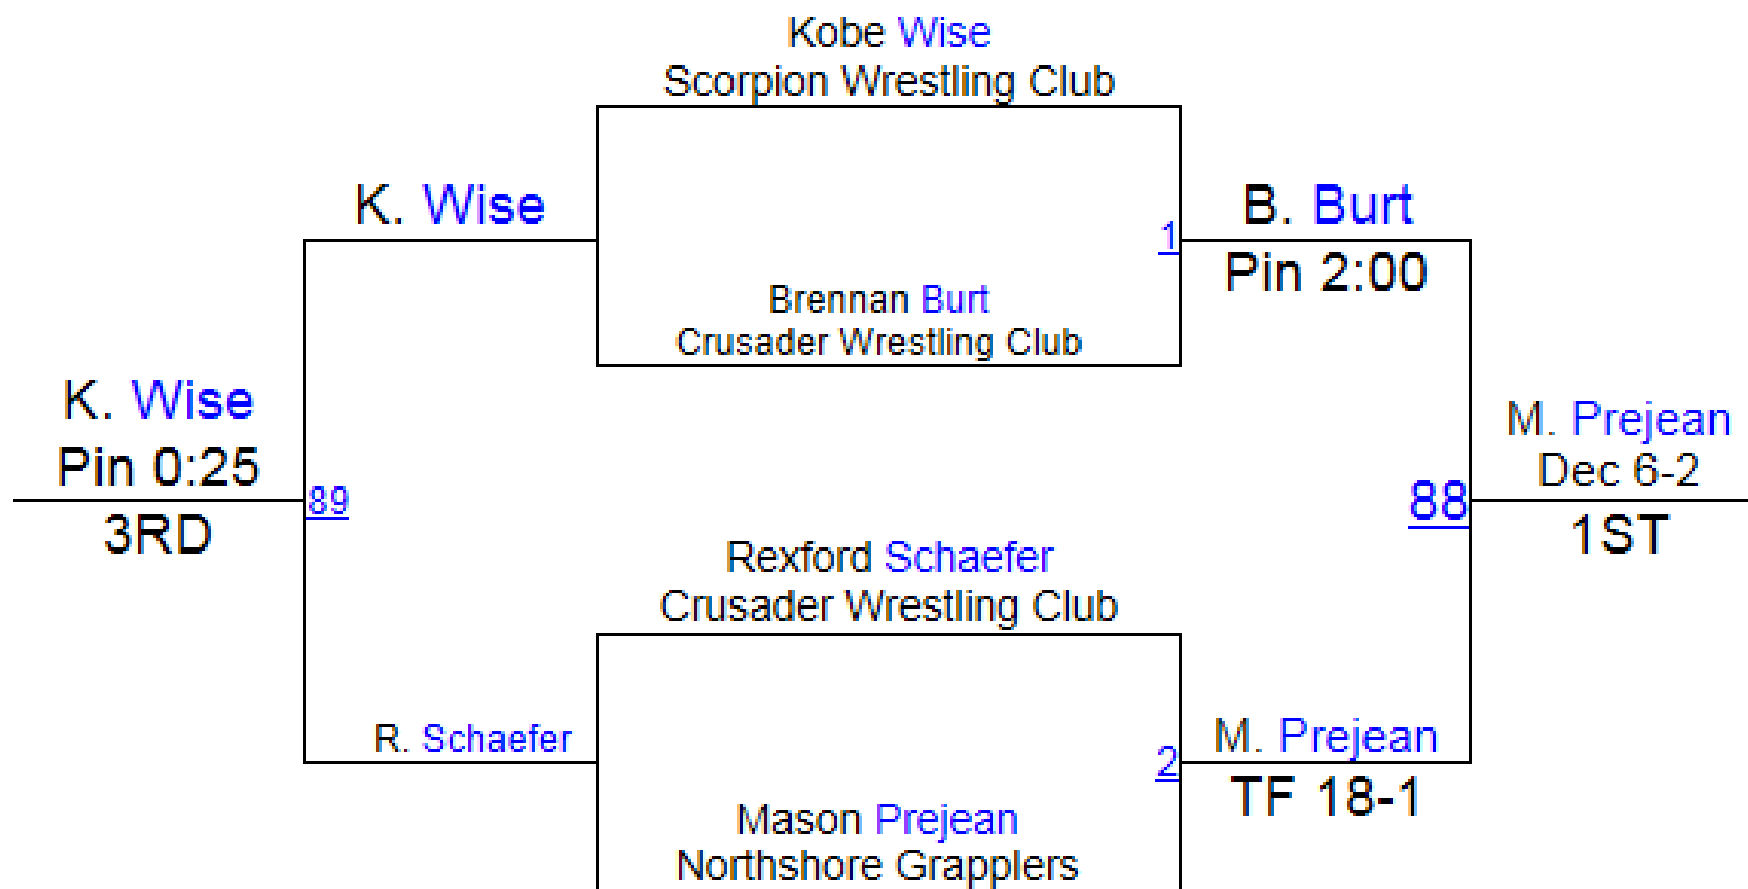 Kobe Wise
Scorpion Wrestling Club
K. Wise
B. Burt
1
Pin 2:00
Brennan Burt
Crusader Wrestling Club
K. Wise
Pin 0:25
89
3RD
M. Prejean
Dec 6-2
88
1ST
Rexford Schaefer
Crusader Wrestling Club
R. Schaefer
M. Prejean
2
TF 18-1
Mason Prejean
Northshore Grapplers